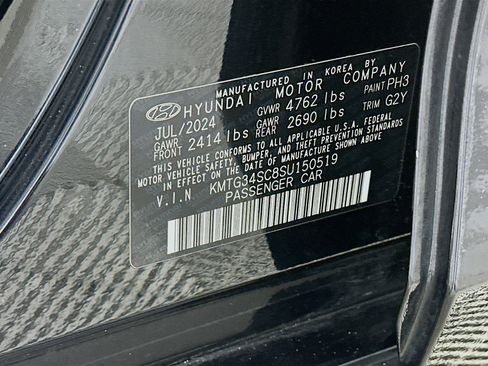 MANUFACTURED IN KOREA BY
HYUNDAI MOTOR COMPANY
JUL/2024 GVWR 4762 lbs PAINT PH3
GAWR FRONT 2414 lbs GAWR REAR 2690 lbs TRIM G2Y
THIS VEHICLE CONFORMS TO ALL APPLICABLE U.S.A. FEDERAL
MOTOR VEHICLE SAFETY, BUMPER, AND THEFT PREVENTION STANDARDS
IN EFFECT ON THE DATE OF MANUFACTURE SHOWN ABOVE.
V.I.N KMTG34SC8SU150519
PASSENGER CAR